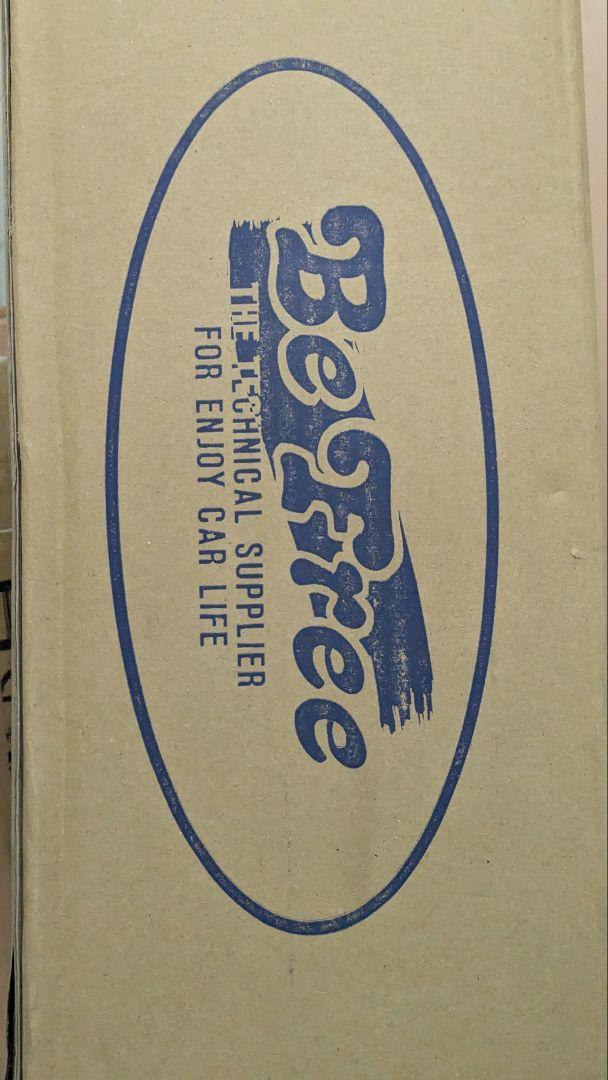 BeFree
THE TECHNICAL SUPPLIER
FOR ENJOY CAR LIFE